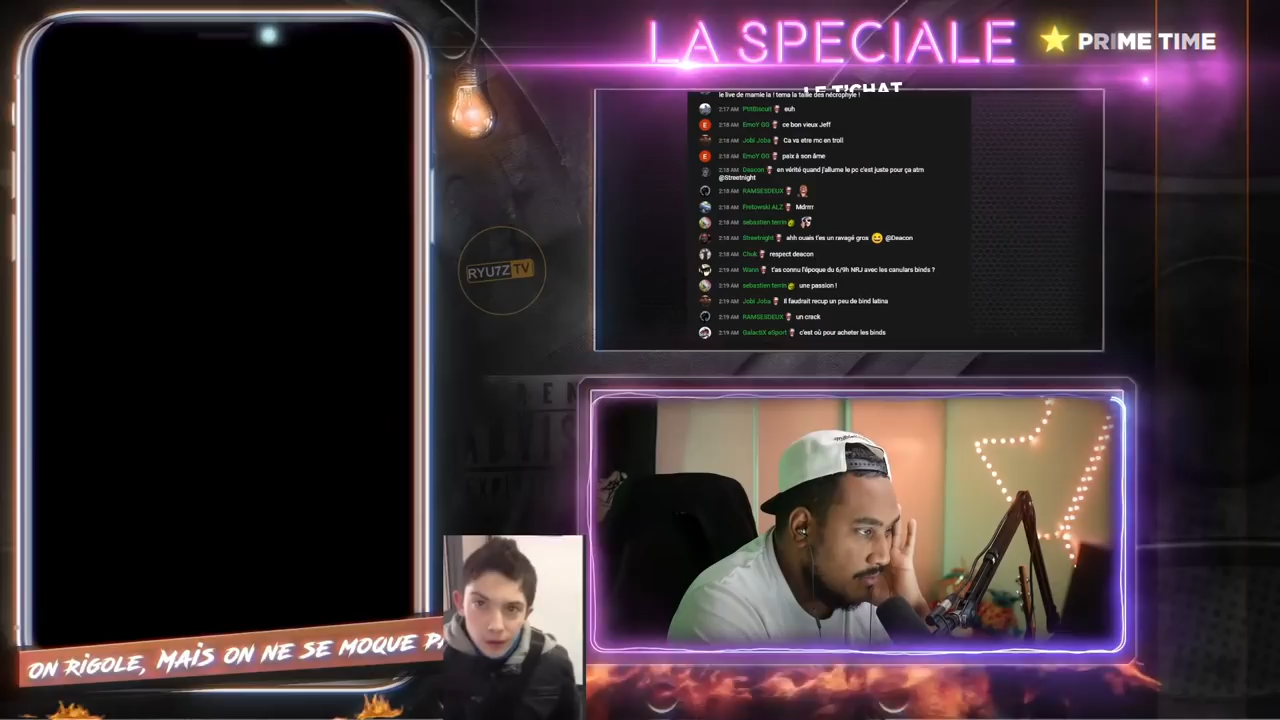 LA SPECIALE
PRIME TIME
LE T'CHAT
le live de mamie la ! tema la taille des nécrophyle !
2:17 AM PtitBiscuit euh
E 2:18 AM EmoY GG ce bon vieux Jeff
2:18 AM Jobi Joba Ca va etre mc en troll
E 2:18 AM EmoY GG paix à son âme
2:18 AM Deacon en vérité quand j'allume le pc c'est juste pour ça atm
@Streetnight
2:18 AM RAMSESDEUX
2:18 AM Fnitowski ALZ Mdrrrr
2:18 AM sebastien terrin
2:18 AM Streetnight ahh ouais t'es un ravagé gros @Deacon
2:18 AM Chuk respect deacon
2:19 AM Wann t'as connu l'époque du 6/9h NRJ avec les canulars binds ?
2:19 AM sebastien terrin une passion !
2:19 AM Jobi Joba Il faudrait recup un peu de bind latina
2:19 AM RAMSESDEUX un crack
2:19 AM GalactiX eSport c'est où pour acheter les binds
RYU7Z TV
ON RIGOLE, MAIS ON NE SE MOQUE